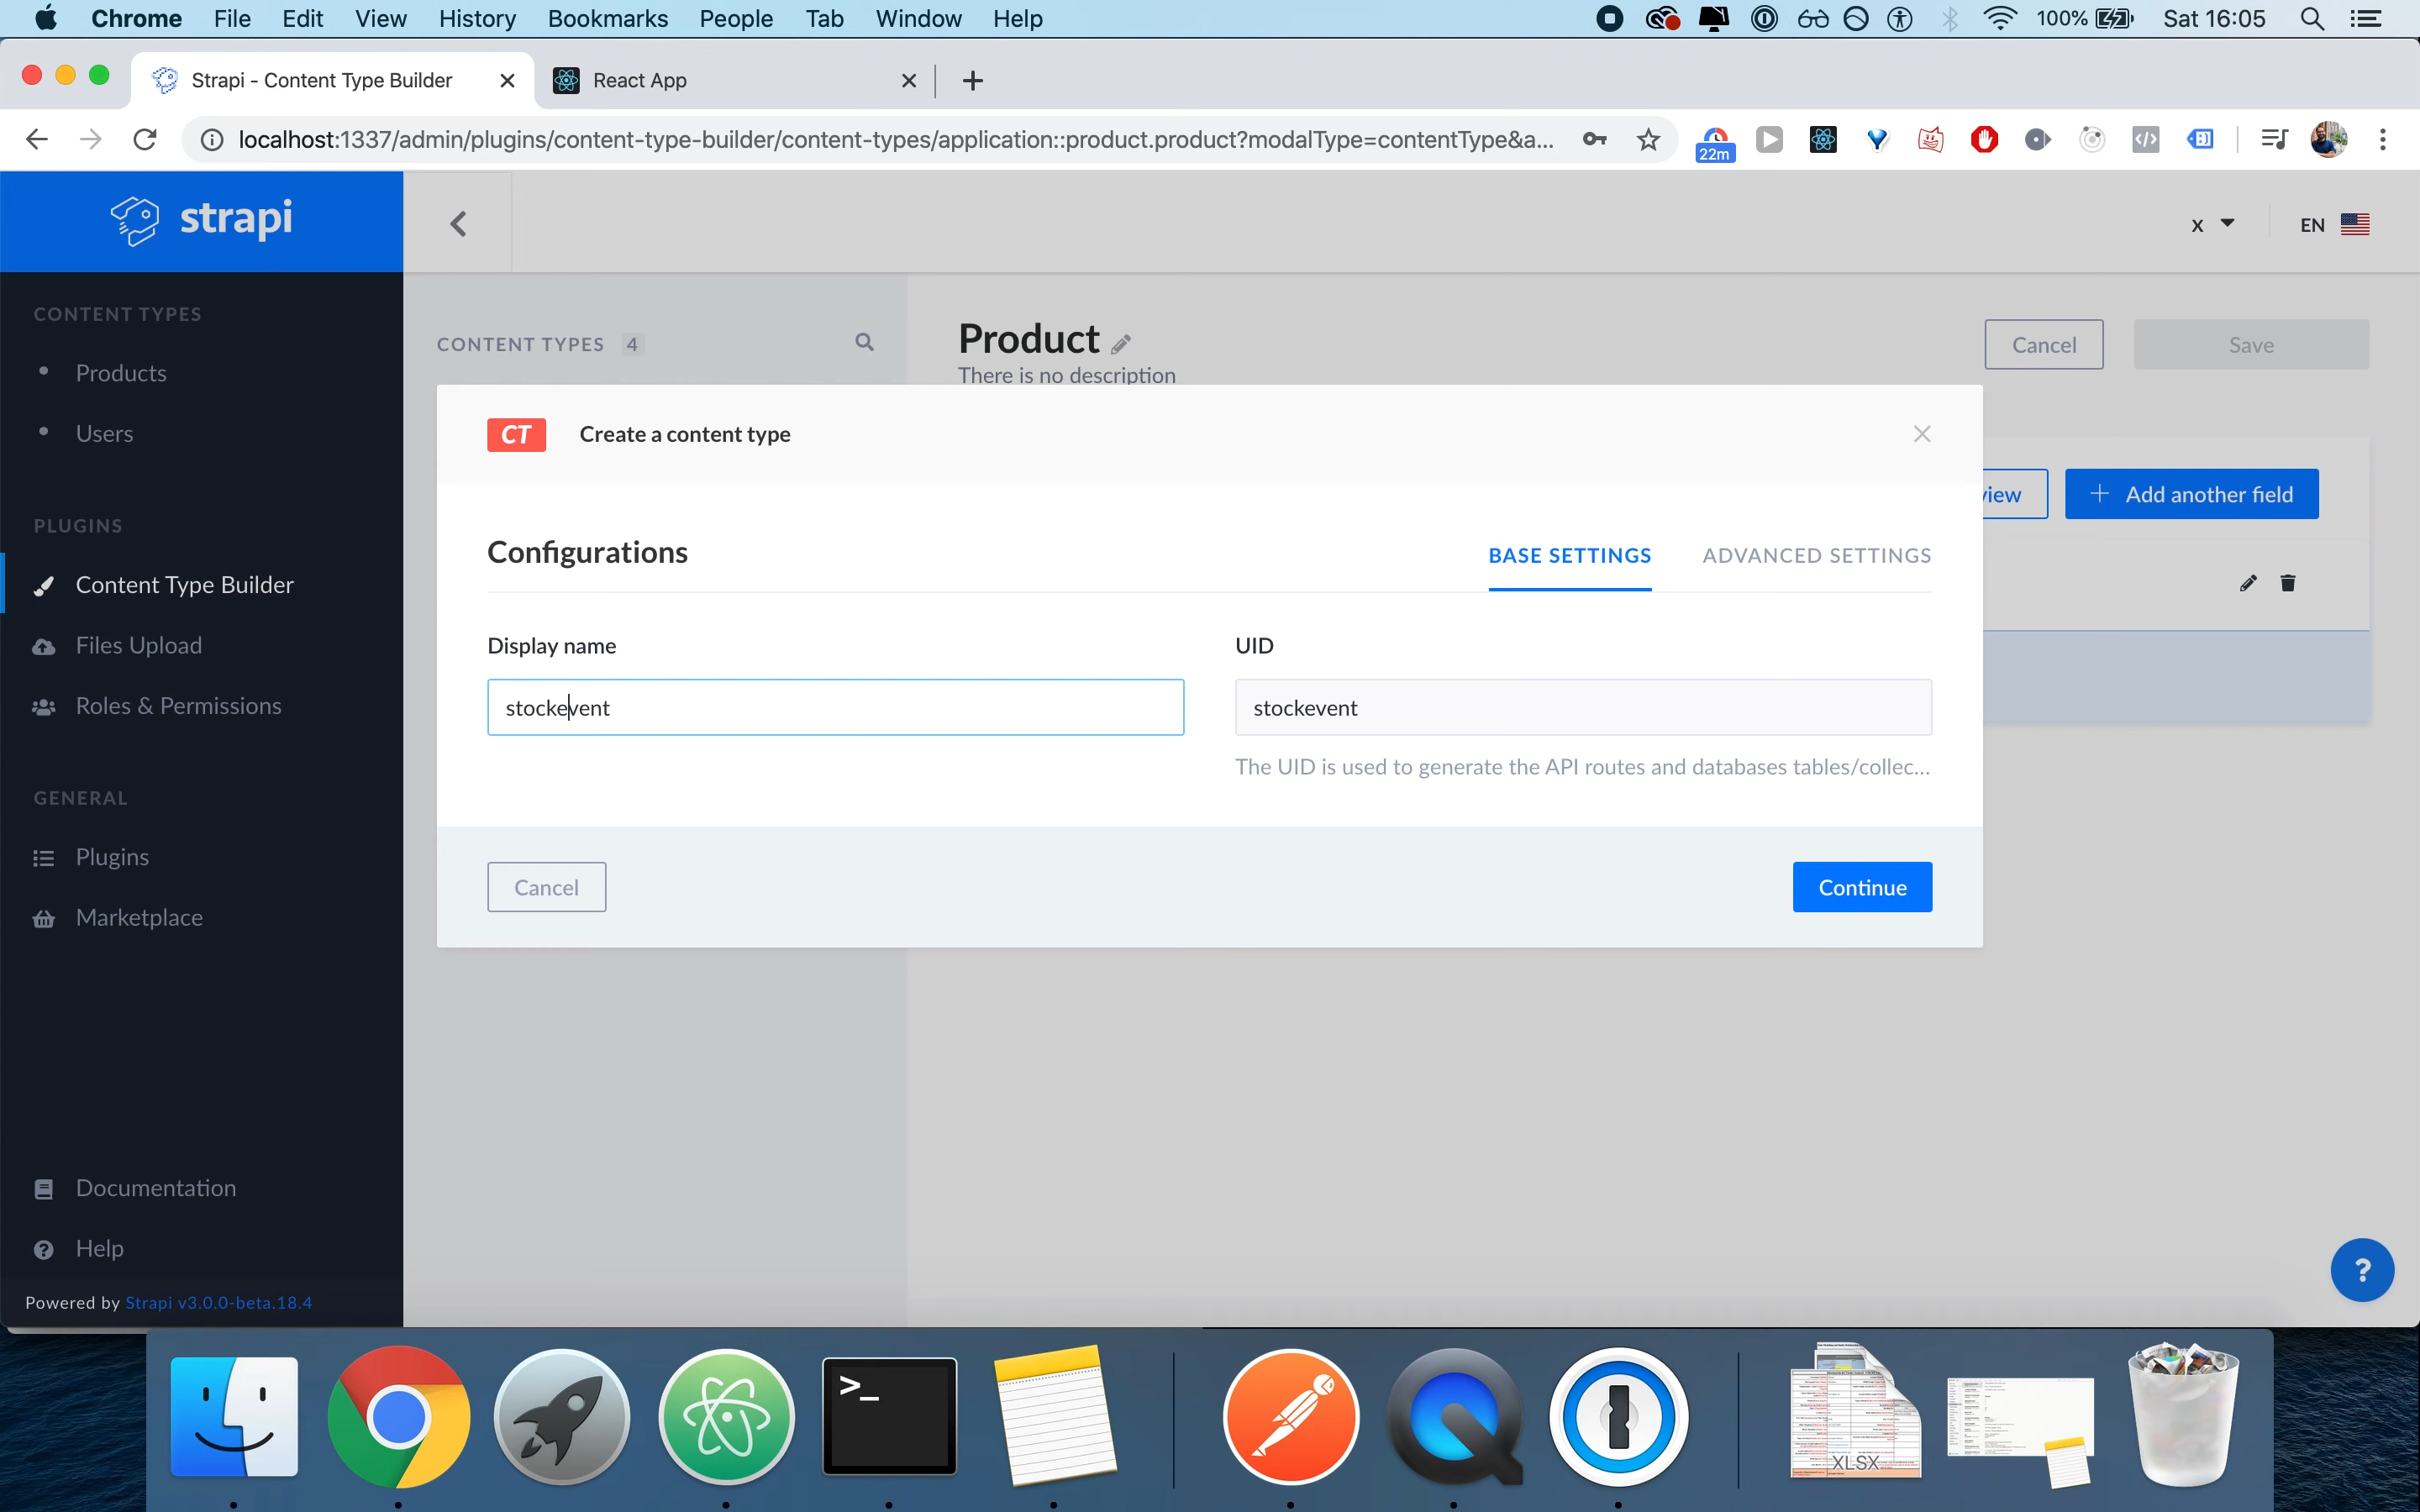 Chrome File Edit View History Bookmarks People Tab Window Help 100% Sat 16:05
Strapi - Content Type Builder
React App
localhost:1337/admin/plugins/content-type-builder/content-types/application::product.product?modalType=contentType&a...
22m
strapi
x
EN
CONTENT TYPES
Products
Users
PLUGINS
Content Type Builder
Files Upload
Roles & Permissions
GENERAL
Plugins
Marketplace
Documentation
Help
Powered by Strapi v3.0.0-beta.18.4
CONTENT TYPES 4
Product
There is no description
Cancel
Save
+ Add another field
CT
Create a content type
Configurations
BASE SETTINGS
ADVANCED SETTINGS
Display name
stockevent
UID
stockevent
The UID is used to generate the API routes and databases tables/collec...
Cancel
Continue
?
>_
XLSX